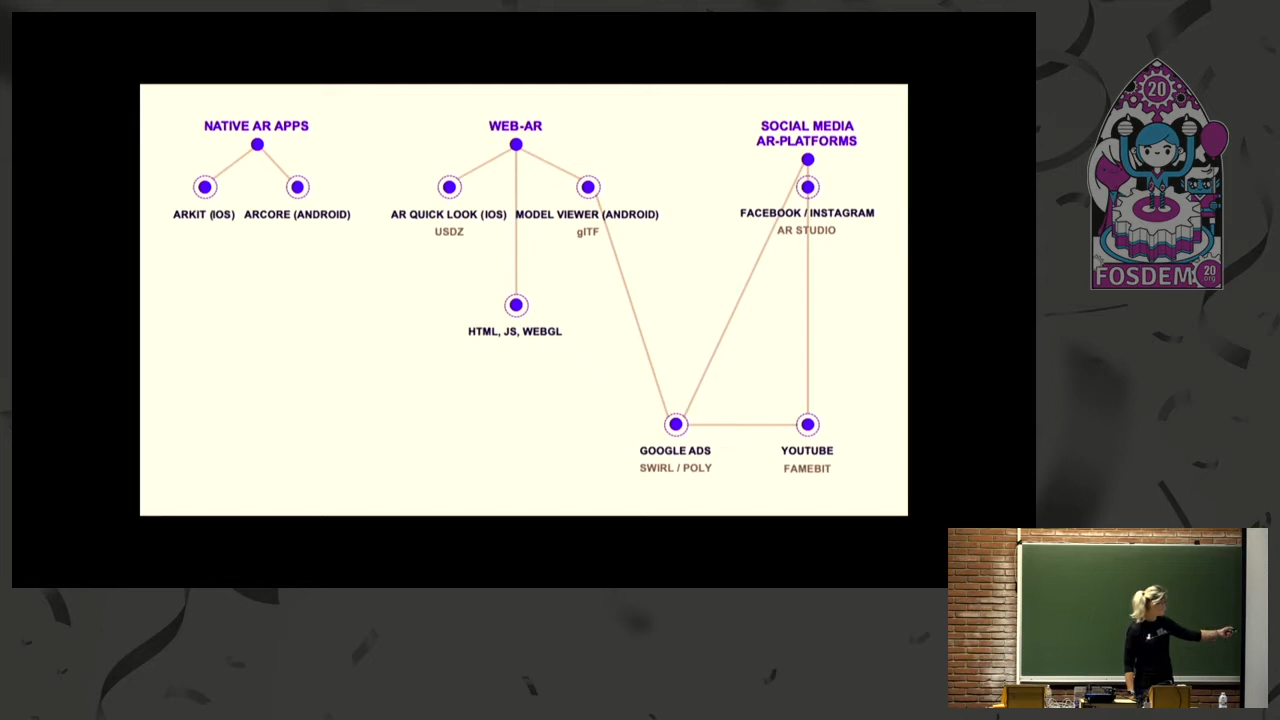 NATIVE AR APPS
ARKIT (IOS)
ARCORE (ANDROID)
WEB-AR
AR QUICK LOOK (IOS)
USDZ
MODEL VIEWER (ANDROID)
glTF
HTML, JS, WEBGL
SOCIAL MEDIA
AR-PLATFORMS
FACEBOOK / INSTAGRAM
AR STUDIO
GOOGLE ADS
SWIRL / POLY
YOUTUBE
FAMEBIT
20
FOSDEM
20
org